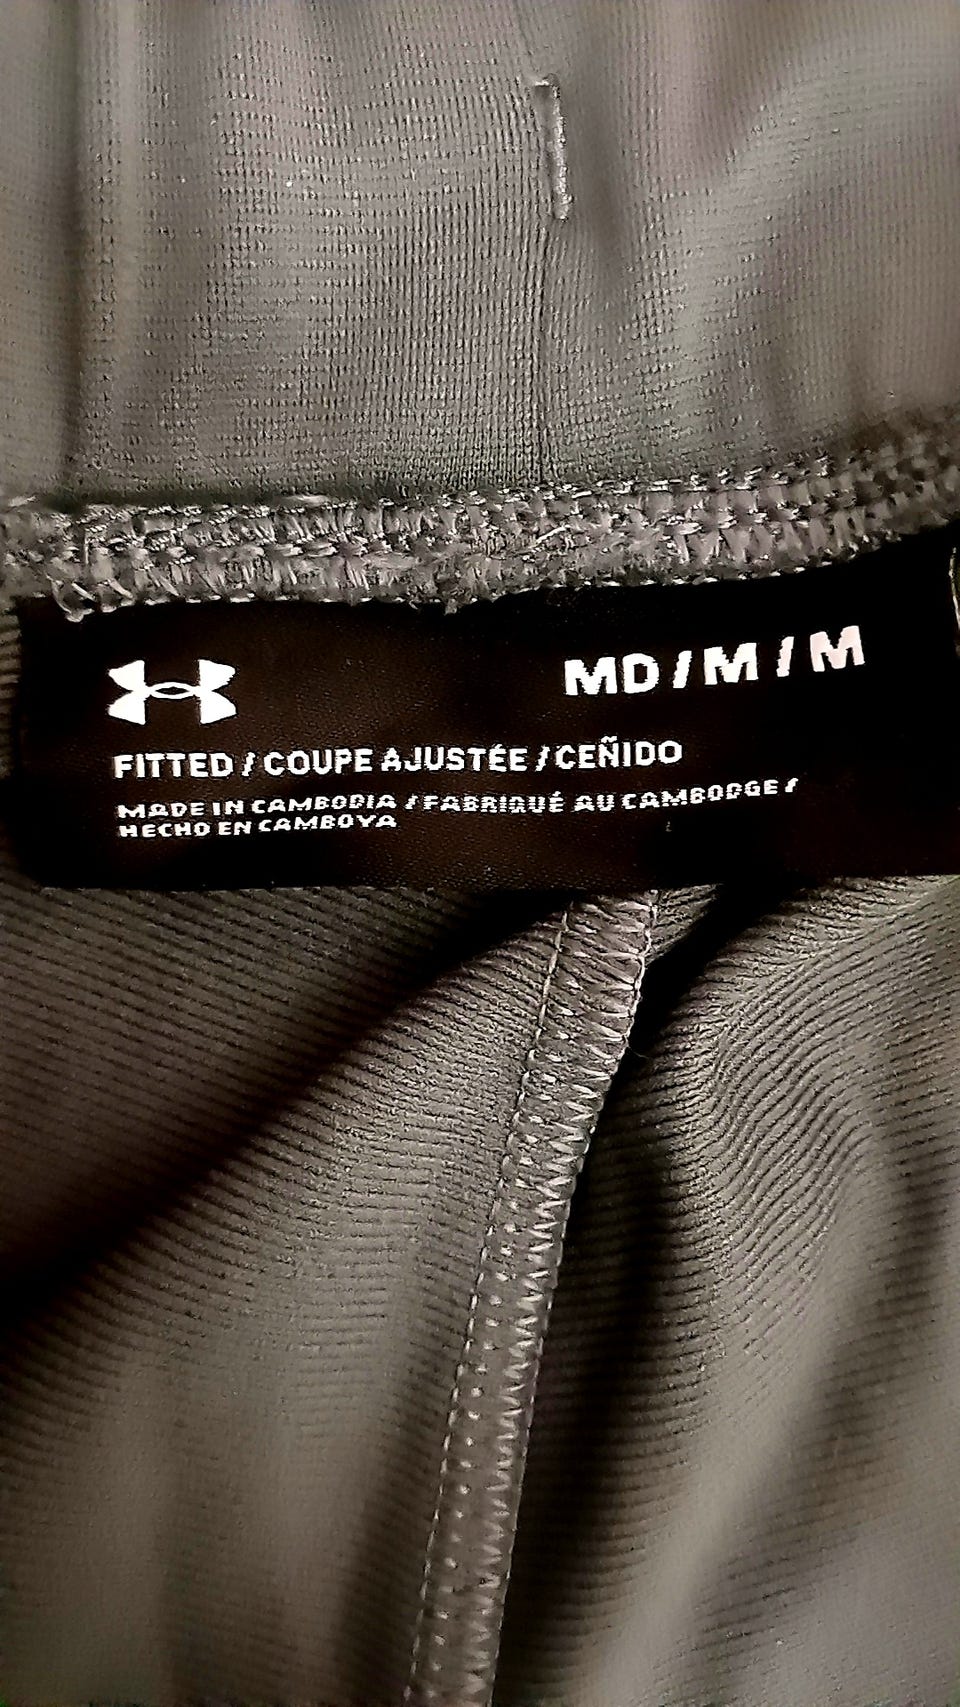 MD / M / M
FITTED / COUPE AJUSTÉE / CEÑIDO
MADE IN CAMBODIA / FABRIQUÉ AU CAMBODGE /
HECHO EN CAMBOYA